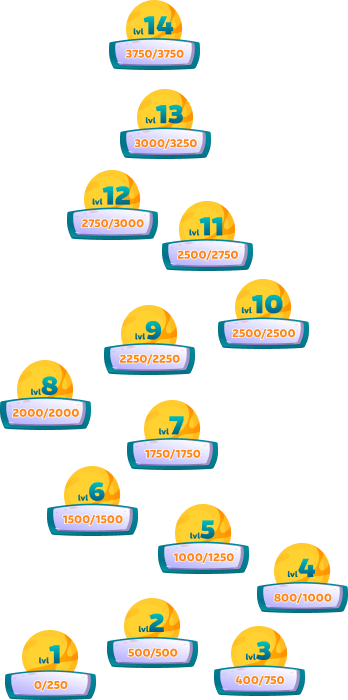 lvl 14
3750/3750
lvl 13
3000/3250
lvl 12
2750/3000
lvl 11
2500/2750
lvl 10
2500/2500
lvl 9
2250/2250
lvl 8
2000/2000
lvl 7
1750/1750
lvl 6
1500/1500
lvl 5
1000/1250
lvl 4
800/1000
lvl 2
500/500
lvl 3
400/750
lvl 1
0/250